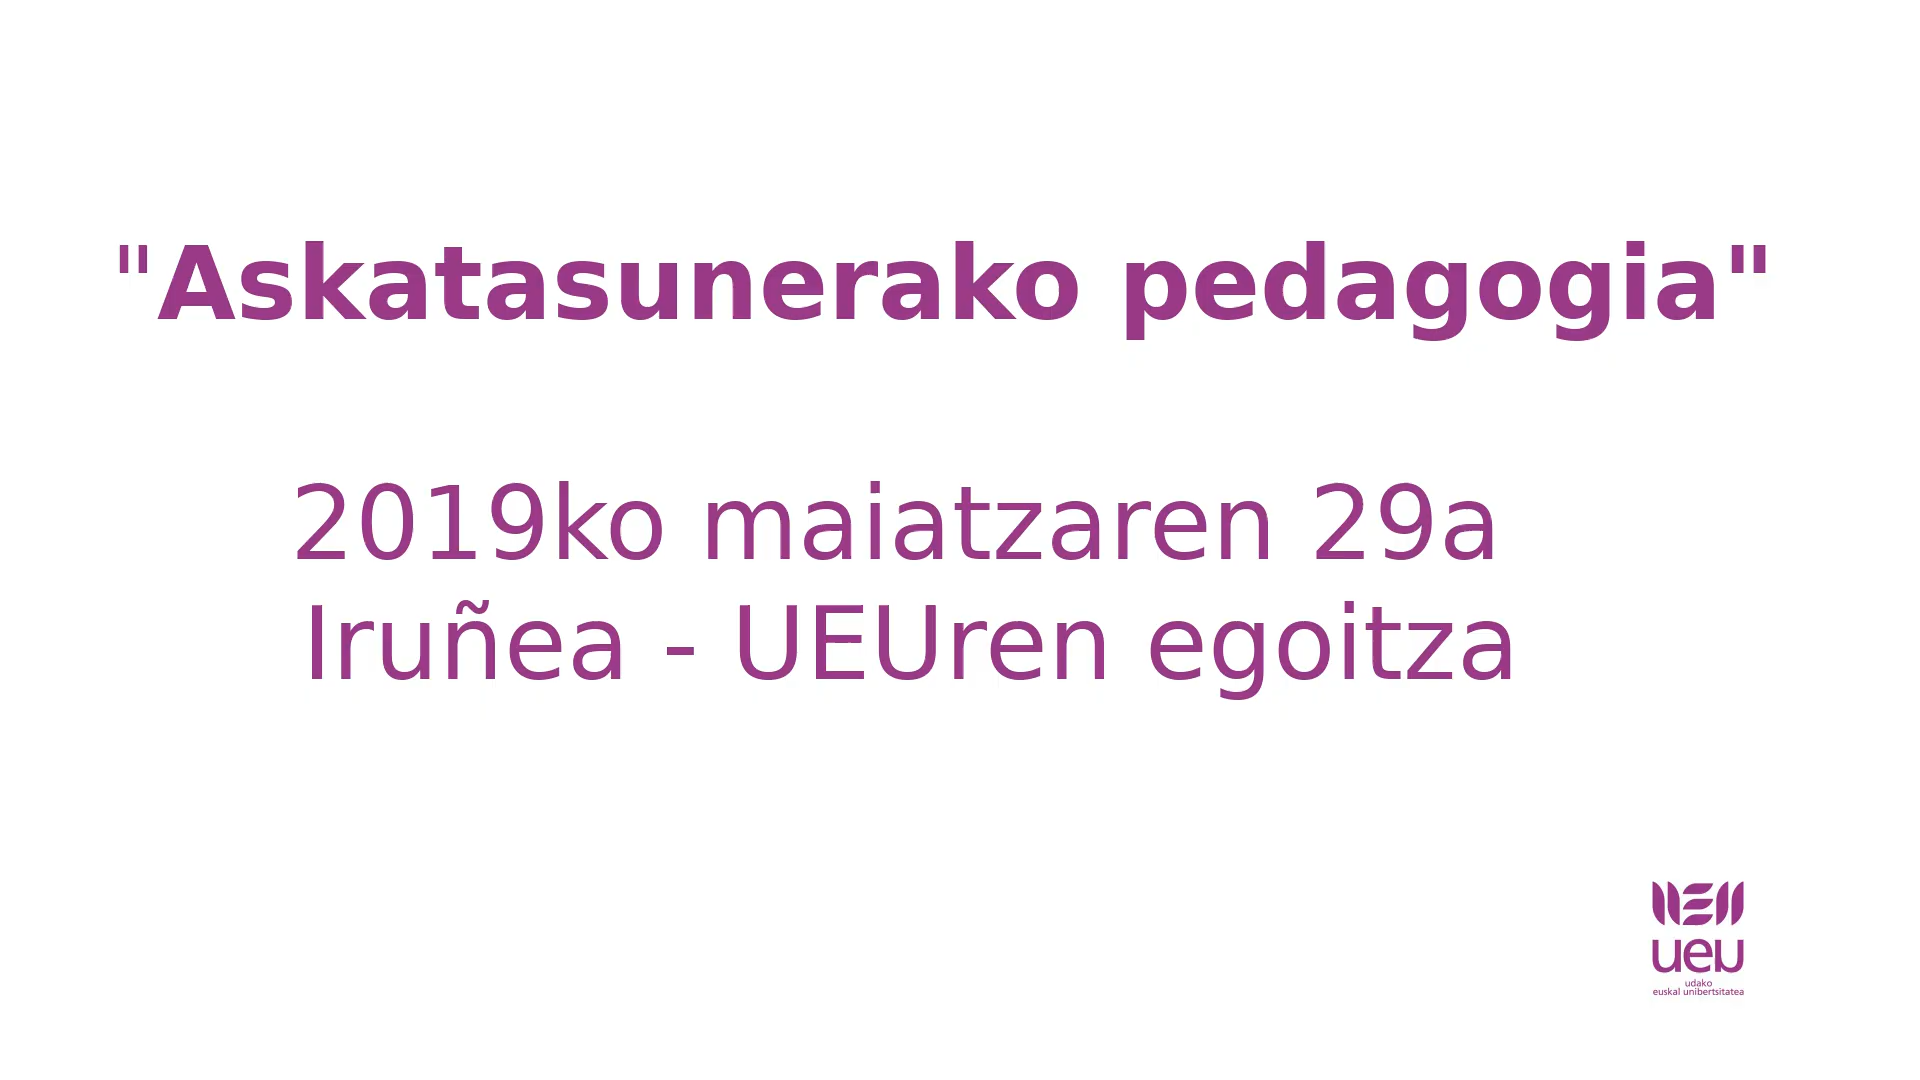 "Askatasunerako pedagogia"
2019ko maiatzaren 29a
Iruñea - UEUren egoitza
ueu
udako
euskal unibertsitatea